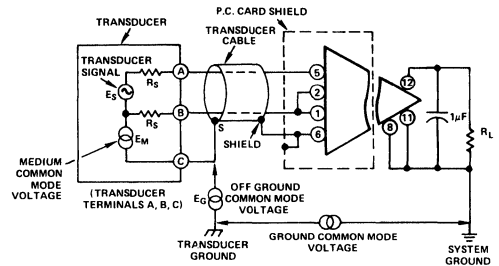 P.C. CARD SHIELD
TRANSDUCER
TRANSDUCER
CABLE
TRANSDUCER
SIGNAL
RS
A
5
12
ES
2
RS
B
1
11
1μF
EM
S
6
8
RL
SHIELD
C
MEDIUM
COMMON
MODE
VOLTAGE
(TRANSDUCER
TERMINALS A, B, C)
EG
OFF GROUND
COMMON MODE
VOLTAGE
TRANSDUCER
GROUND
GROUND COMMON MODE
VOLTAGE
SYSTEM
GROUND